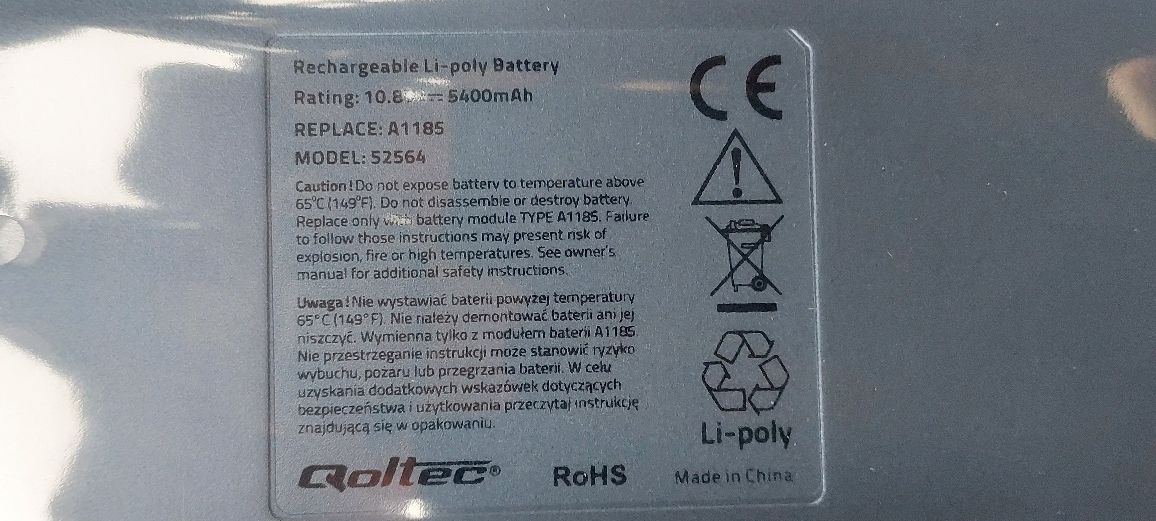 Rechargeable Li-poly Battery
Rating: 10.8 5400mAh
REPLACE: A1185
MODEL: 52564
Caution! Do not expose battery to temperature above
65°C (149°F). Do not disassemble or destroy battery.
Replace only with battery module TYPE A1185. Failure
to follow those instructions may present risk of
explosion, fire or high temperatures. See owner's
manual for additional safety instructions.
Uwaga! Nie wystawiać baterii powyżej temperatury
65°C (149°F). Nie należy demontować baterii ani jej
niszczyć. Wymienna tylko z modułem baterii A1185.
Nie przestrzeganie instrukcji może stanowić ryzyko
wybuchu, pożaru lub przegrzania baterii. W celu
uzyskania dodatkowych wskazówek dotyczących
bezpieczeństwa i użytkowania przeczytaj instrukcję
znajdującą się w opakowaniu.
Qoltec®
RoHS
CE
Li-poly
Made in China